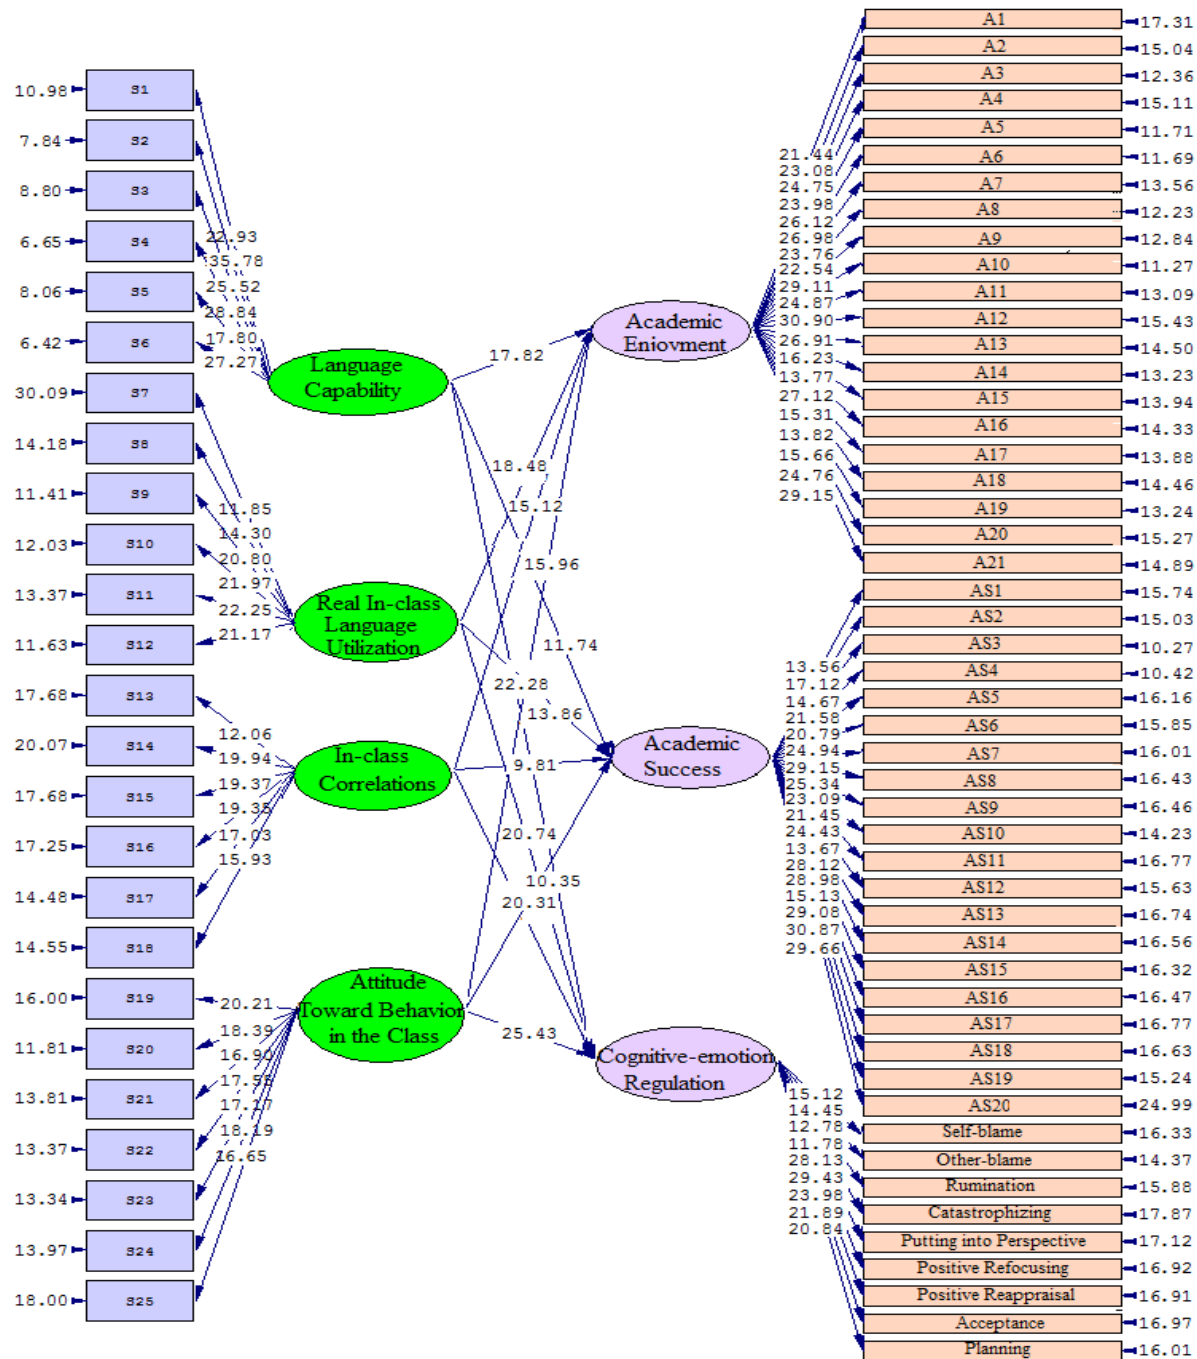 10.98 S1
7.84 S2
8.80 S3
6.65 S4
8.06 S5
6.42 S6
30.09 S7
14.18 S8
11.41 S9
12.03 S10
13.37 S11
11.63 S12
17.68 S13
20.07 S14
17.68 S15
17.25 S16
14.48 S17
14.55 S18
16.00 S19
11.81 S20
13.81 S21
13.37 S22
13.34 S23
13.97 S24
18.00 S25
22.93
35.78
25.52
28.84
17.80
27.27
11.85
14.30
20.80
21.97
22.25
21.17
12.06
19.94
19.37
19.35
17.03
15.93
20.21
18.39
16.90
17.55
17.17
18.19
16.65
Language
Capability
Real In-class
Language
Utilization
In-class
Correlations
Attitude
Toward Behavior
in the Class
17.82
18.48
15.12
15.96
11.74
22.28
13.86
9.81
20.74
10.35
20.31
25.43
Academic
Eniovment
Academic
Success
Cognitive-emotion
Regulation
21.44
23.08
24.75
23.98
26.12
26.98
23.76
22.54
29.11
24.87
30.90
26.91
16.23
13.77
27.12
15.31
13.82
15.66
24.76
29.15
13.56
17.12
14.67
21.58
20.79
24.94
29.15
25.34
23.09
21.45
24.43
13.67
28.12
28.98
15.13
29.08
30.87
29.66
15.12
14.45
12.78
11.78
28.13
29.43
23.98
21.89
20.84
A1 17.31
A2 15.04
A3 12.36
A4 15.11
A5 11.71
A6 11.69
A7 13.56
A8 12.23
A9 12.84
A10 11.27
A11 13.09
A12 15.43
A13 14.50
A14 13.23
A15 13.94
A16 14.33
A17 13.88
A18 14.46
A19 13.24
A20 15.27
A21 14.89
AS1 15.74
AS2 15.03
AS3 10.27
AS4 10.42
AS5 16.16
AS6 15.85
AS7 16.01
AS8 16.43
AS9 16.46
AS10 14.23
AS11 16.77
AS12 15.63
AS13 16.74
AS14 16.56
AS15 16.32
AS16 16.47
AS17 16.77
AS18 16.63
AS19 15.24
AS20 24.99
Self-blame 16.33
Other-blame 14.37
Rumination 15.88
Catastrophizing 17.87
Putting into Perspective 17.12
Positive Refocusing 16.92
Positive Reappraisal 16.91
Acceptance 16.97
Planning 16.01